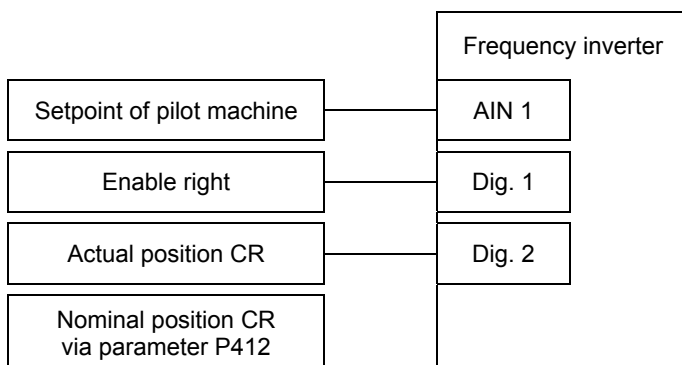 Frequency inverter
Setpoint of pilot machine
AIN 1
Enable right
Dig. 1
Actual position CR
Dig. 2
Nominal position CR
via parameter P412